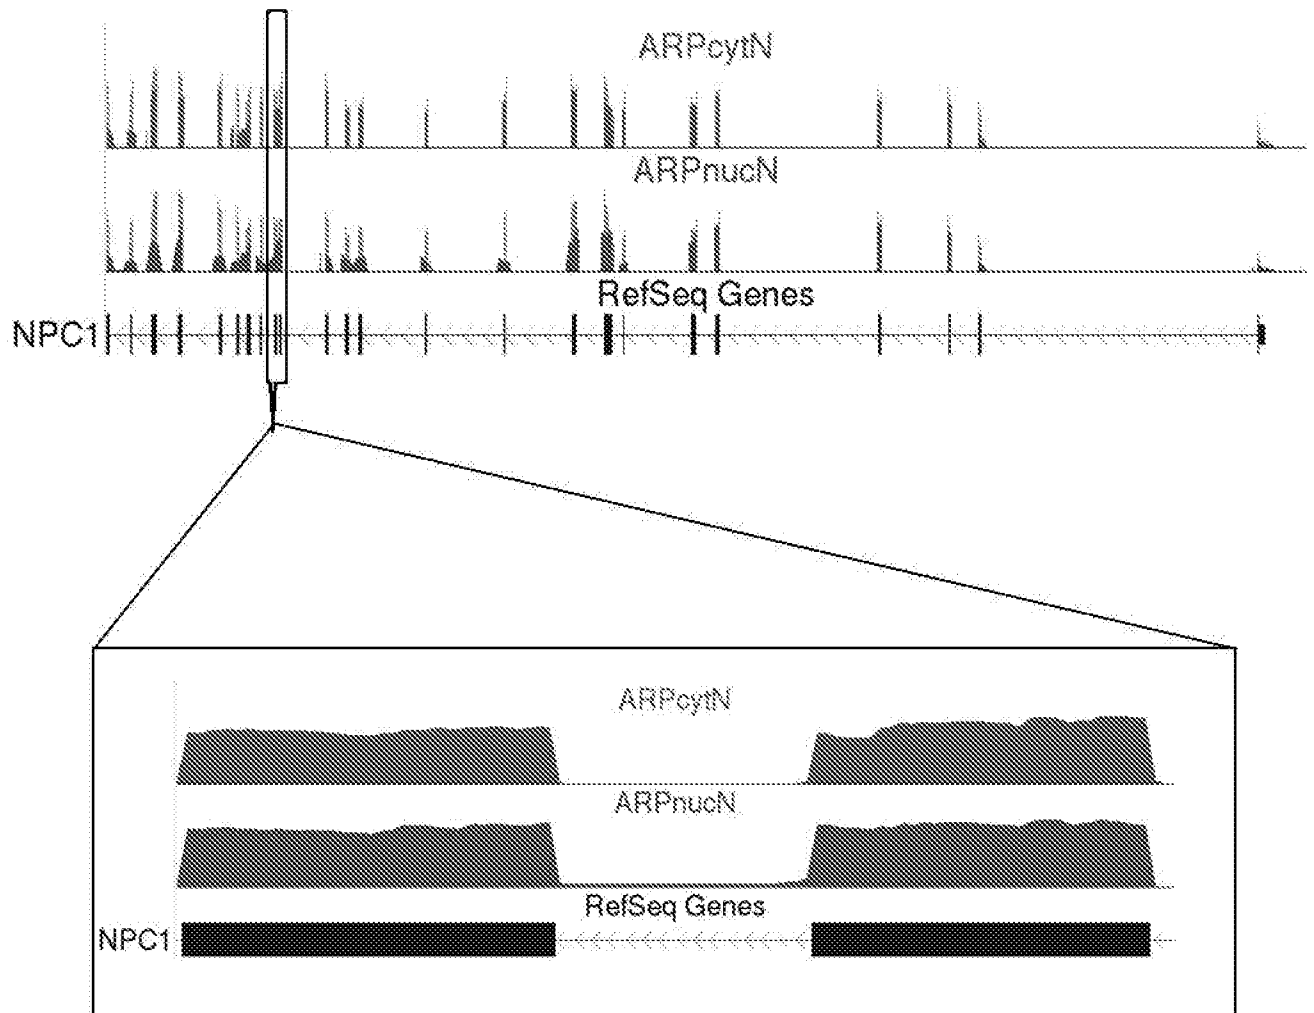 ARPcytN
ARPnucN
RefSeq Genes
NPC1
ARPcytN
ARPnucN
RefSeq Genes
NPC1